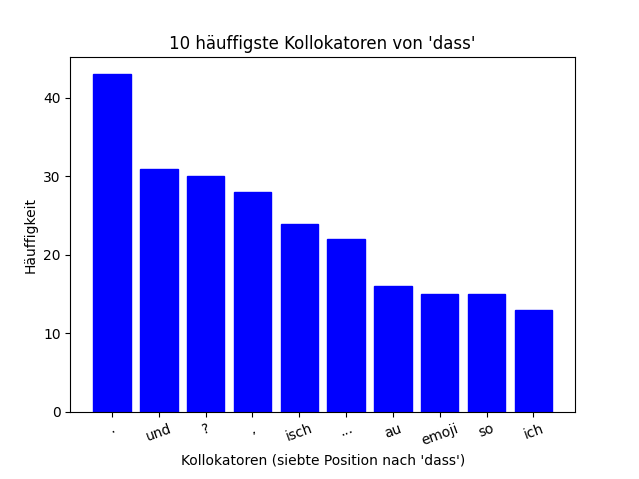 10 häuffigste Kollokatoren von 'dass'
Häuffigkeit
40
30
20
10
0
. und ? , isch ... au emoji so ich
Kollokatoren (siebte Position nach 'dass')